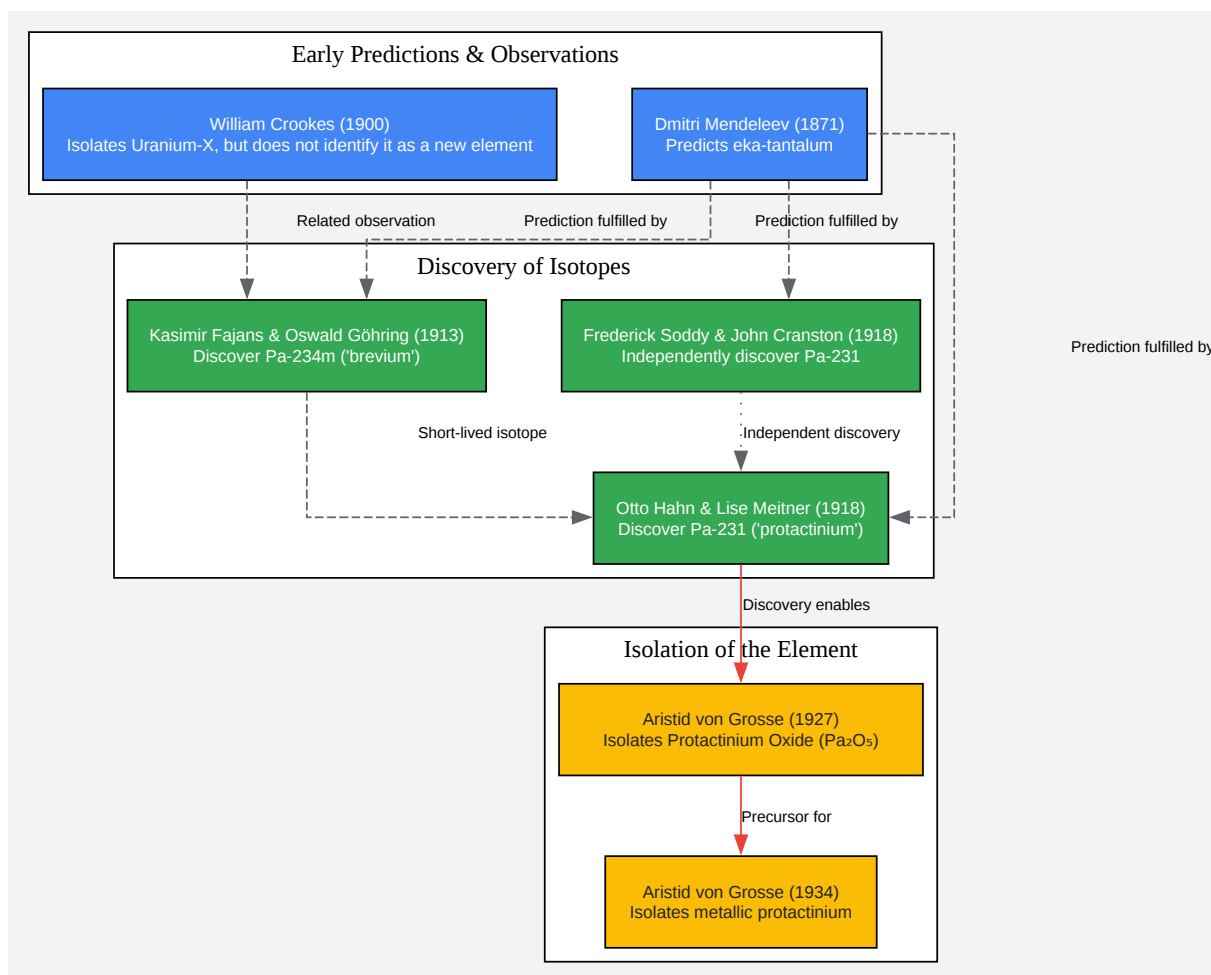 Early Predictions & Observations
William Crookes (1900)
Isolates Uranium-X, but does not identify it as a new element
Dmitri Mendeleev (1871)
Predicts eka-tantalum
Related observation
Prediction fulfilled by
Prediction fulfilled by
Discovery of Isotopes
Kasimir Fajans & Oswald Göhring (1913)
Discover Pa-234m ('brevium')
Frederick Soddy & John Cranston (1918)
Independently discover Pa-231
Prediction fulfilled by
Short-lived isotope
Independent discovery
Otto Hahn & Lise Meitner (1918)
Discover Pa-231 ('protactinium')
Discovery enables
Isolation of the Element
Aristid von Grosse (1927)
Isolates Protactinium Oxide (Pa₂O₅)
Precursor for
Aristid von Grosse (1934)
Isolates metallic protactinium